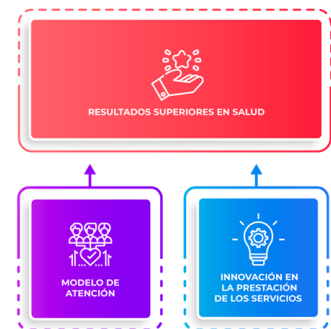 RESULTADOS SUPERIORES EN SALUD
MODELO DE
ATENCIÓN
INNOVACIÓN EN
LA PRESTACIÓN
DE LOS SERVICIOS